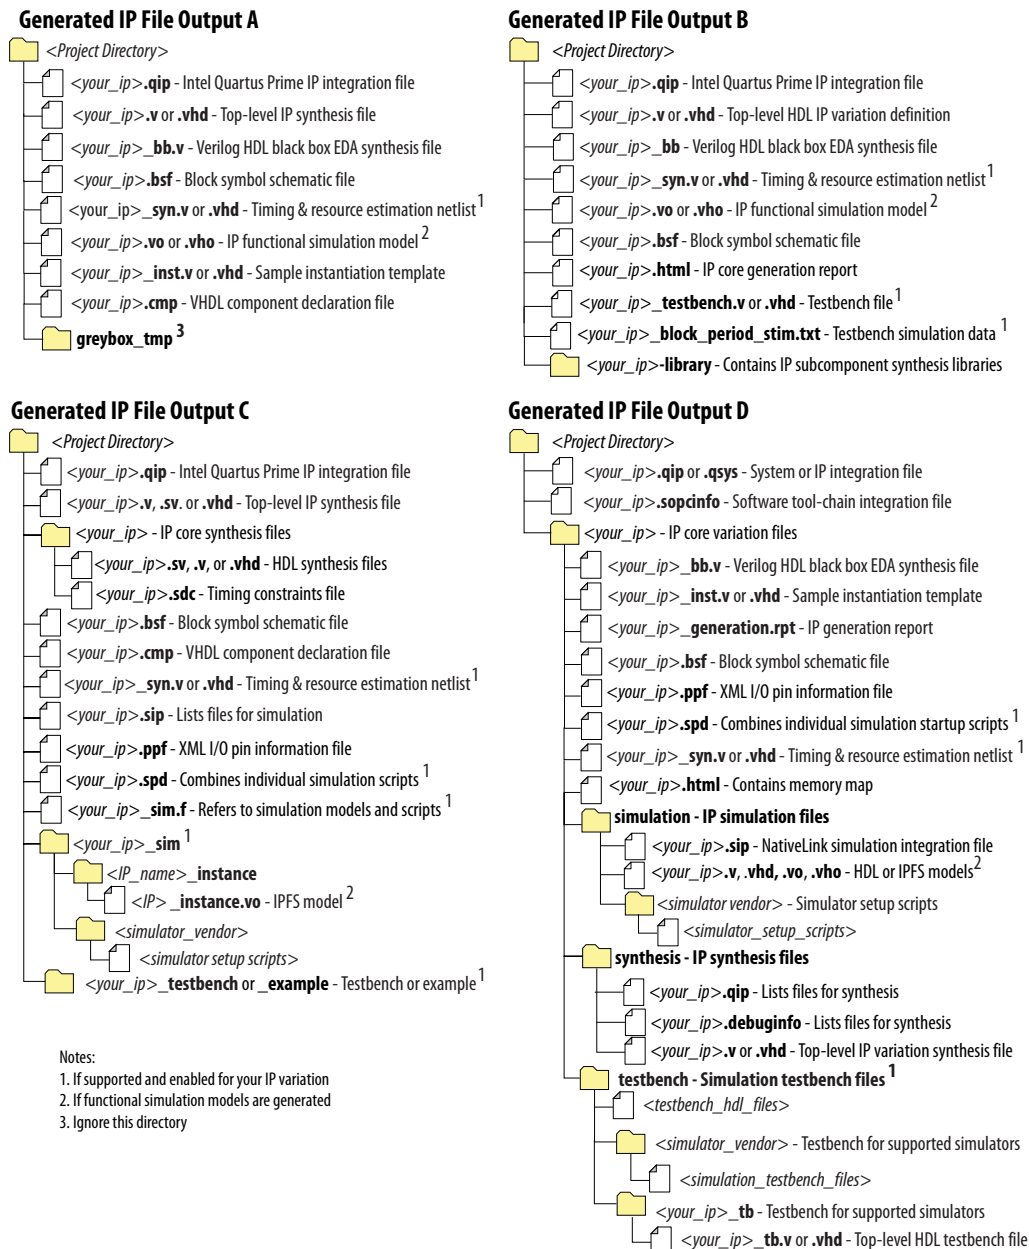 Generated IP File Output A
<Project Directory>
<your_ip>.qip - Intel Quartus Prime IP integration file
<your_ip>.v or .vhd - Top-level IP synthesis file
<your_ip>_bb.v - Verilog HDL black box EDA synthesis file
<your_ip>.bsf - Block symbol schematic file
<your_ip>_syn.v or .vhd - Timing & resource estimation netlist 1
<your_ip>.vo or .vho - IP functional simulation model 2
<your_ip>_inst.v or .vhd - Sample instantiation template
<your_ip>.cmp - VHDL component declaration file
greybox_tmp 3
Generated IP File Output B
<Project Directory>
<your_ip>.qip - Intel Quartus Prime IP integration file
<your_ip>.v or .vhd - Top-level HDL IP variation definition
<your_ip>_bb - Verilog HDL black box EDA synthesis file
<your_ip>_syn.v or .vhd - Timing & resource estimation netlist 1
<your_ip>.vo or .vho - IP functional simulation model 2
<your_ip>.bsf - Block symbol schematic file
<your_ip>.html - IP core generation report
<your_ip>_testbench.v or .vhd - Testbench file 1
<your_ip>_block_period_stim.txt - Testbench simulation data 1
<your_ip>-library - Contains IP subcomponent synthesis libraries
Generated IP File Output C
<Project Directory>
<your_ip>.qip - Intel Quartus Prime IP integration file
<your_ip>.v, .sv. or .vhd - Top-level IP synthesis file
<your_ip> - IP core synthesis files
<your_ip>.sv, .v, or .vhd - HDL synthesis files
<your_ip>.sdc - Timing constraints file
<your_ip>.bsf - Block symbol schematic file
<your_ip>.cmp - VHDL component declaration file
<your_ip>_syn.v or .vhd - Timing & resource estimation netlist 1
<your_ip>.sip - Lists files for simulation
<your_ip>.ppf - XML I/O pin information file
<your_ip>.spd - Combines individual simulation scripts 1
<your_ip>_sim.f - Refers to simulation models and scripts 1
<your_ip>_sim 1
<IP_name>_instance
<IP> _instance.vo - IPFS model 2
<simulator_vendor>
<simulator setup scripts>
<your_ip>_testbench or _example - Testbench or example 1
Notes:
1. If supported and enabled for your IP variation
2. If functional simulation models are generated
3. Ignore this directory
Generated IP File Output D
<Project Directory>
<your_ip>.qip or .qsys - System or IP integration file
<your_ip>.sopcinfo - Software tool-chain integration file
<your_ip> - IP core variation files
<your_ip>_bb.v - Verilog HDL black box EDA synthesis file
<your_ip>_inst.v or .vhd - Sample instantiation template
<your_ip>_generation.rpt - IP generation report
<your_ip>.bsf - Block symbol schematic file
<your_ip>.ppf - XML I/O pin information file
<your_ip>.spd - Combines individual simulation startup scripts 1
<your_ip>_syn.v or .vhd - Timing & resource estimation netlist 1
<your_ip>.html - Contains memory map
simulation - IP simulation files
<your_ip>.sip - NativeLink simulation integration file
<your_ip>.v, .vhd, .vo, .vho - HDL or IPFS models 2
<simulator vendor> - Simulator setup scripts
<simulator_setup_scripts>
synthesis - IP synthesis files
<your_ip>.qip - Lists files for synthesis
<your_ip>.debuginfo - Lists files for synthesis
<your_ip>.v or .vhd - Top-level IP variation synthesis file
testbench - Simulation testbench files 1
<testbench_hdl_files>
<simulator_vendor> - Testbench for supported simulators
<simulation_testbench_files>
<your_ip>_tb - Testbench for supported simulators
<your_ip>_tb.v or .vhd - Top-level HDL testbench file